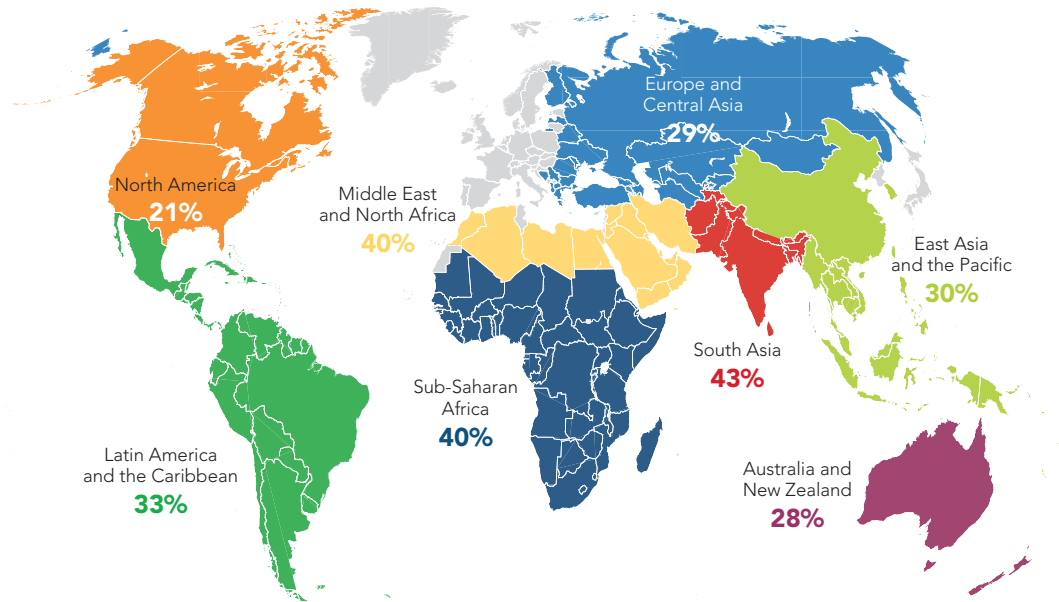 Europe and
Central Asia
29%
North America
21%
Middle East
and North Africa
40%
East Asia
and the Pacific
30%
South Asia
43%
Sub-Saharan
Africa
40%
Latin America
and the Caribbean
33%
Australia and
New Zealand
28%